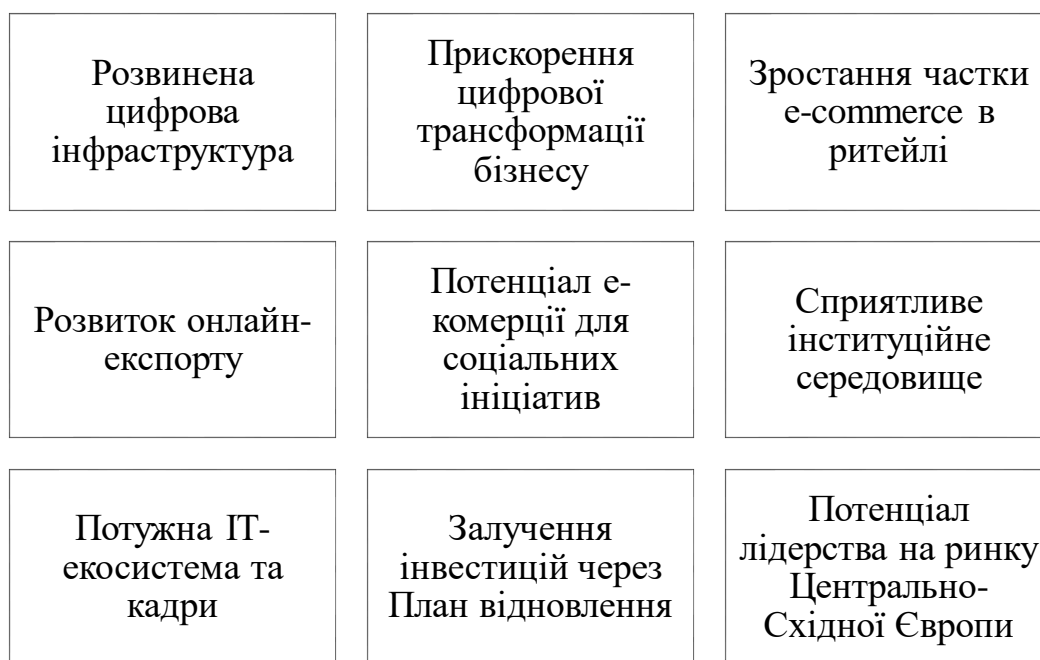 Розвинена
цифрова
інфраструктура
Прискорення
цифрової
трансформації
бізнесу
Зростання частки
e-commerce в
ритейлі
Розвиток онлайн-
експорту
Потенціал е-
комерції для
соціальних
ініціатив
Сприятливе
інституційне
середовище
Потужна ІТ-
екосистема та
кадри
Залучення
інвестицій через
План відновлення
Потенціал
лідерства на ринку
Центрально-
Східної Європи